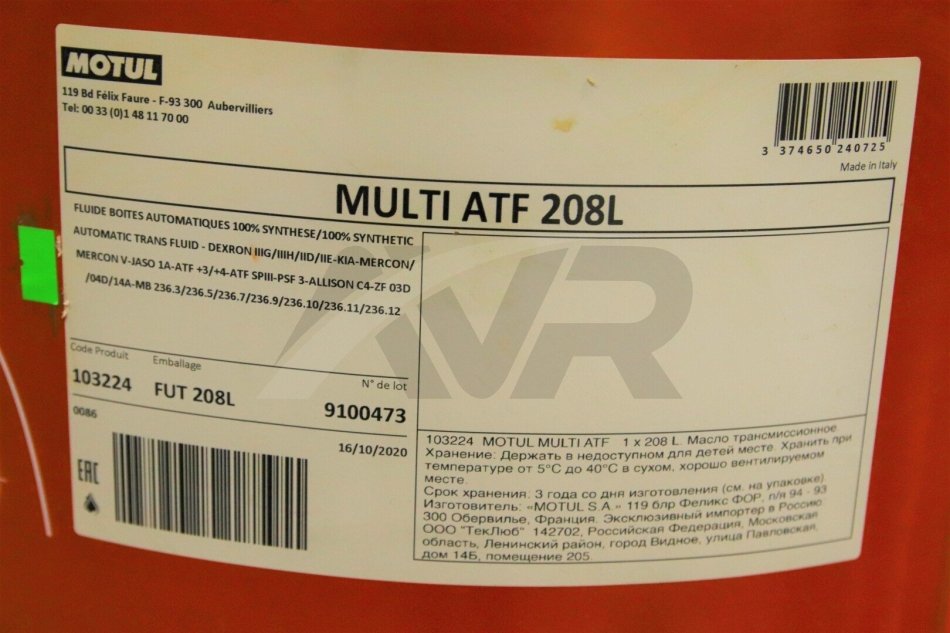 MOTUL
119 Bd Félix Faure - F-93 300 Aubervilliers
Tel: 00 33 (0)1 48 11 70 00
3 374650 240725
Made in Italy
MULTI ATF 208L
FLUIDE BOITES AUTOMATIQUES 100% SYNTHESE/100% SYNTHETIC
AUTOMATIC TRANS FLUID - DEXRON IIIG/IIIH/IID/IIE-KIA-MERCON/
MERCON V-JASO 1A-ATF +3/+4-ATF SPIII-PSF 3-ALLISON C4-ZF 03D
/04D/14A-MB 236.3/236.5/236.7/236.9/236.10/236.11/236.12
AVR
Code Produit
Emballage
N° de lot
103224
FUT 208L
9100473
0086
16/10/2020
EAC
103224 MOTUL MULTI ATF 1 x 208 L. Масло трансмиссионное.
Хранение: Держать в недоступном для детей месте. Хранить при
температуре от 5°C до 40°C в сухом, хорошо вентилируемом
месте.
Срок хранения: 3 года со дня изготовления (см. на упаковке).
Изготовитель: «MOTUL S.A.» 119 блр Феликс ФОР, п/я 94 - 93
300 Обервилье, Франция. Эксклюзивный импортер в Россию
ООО "ТекЛюб" 142702, Российская Федерация, Московская
область, Ленинский район, город Видное, улица Павловская,
дом 14Б, помещение 205.